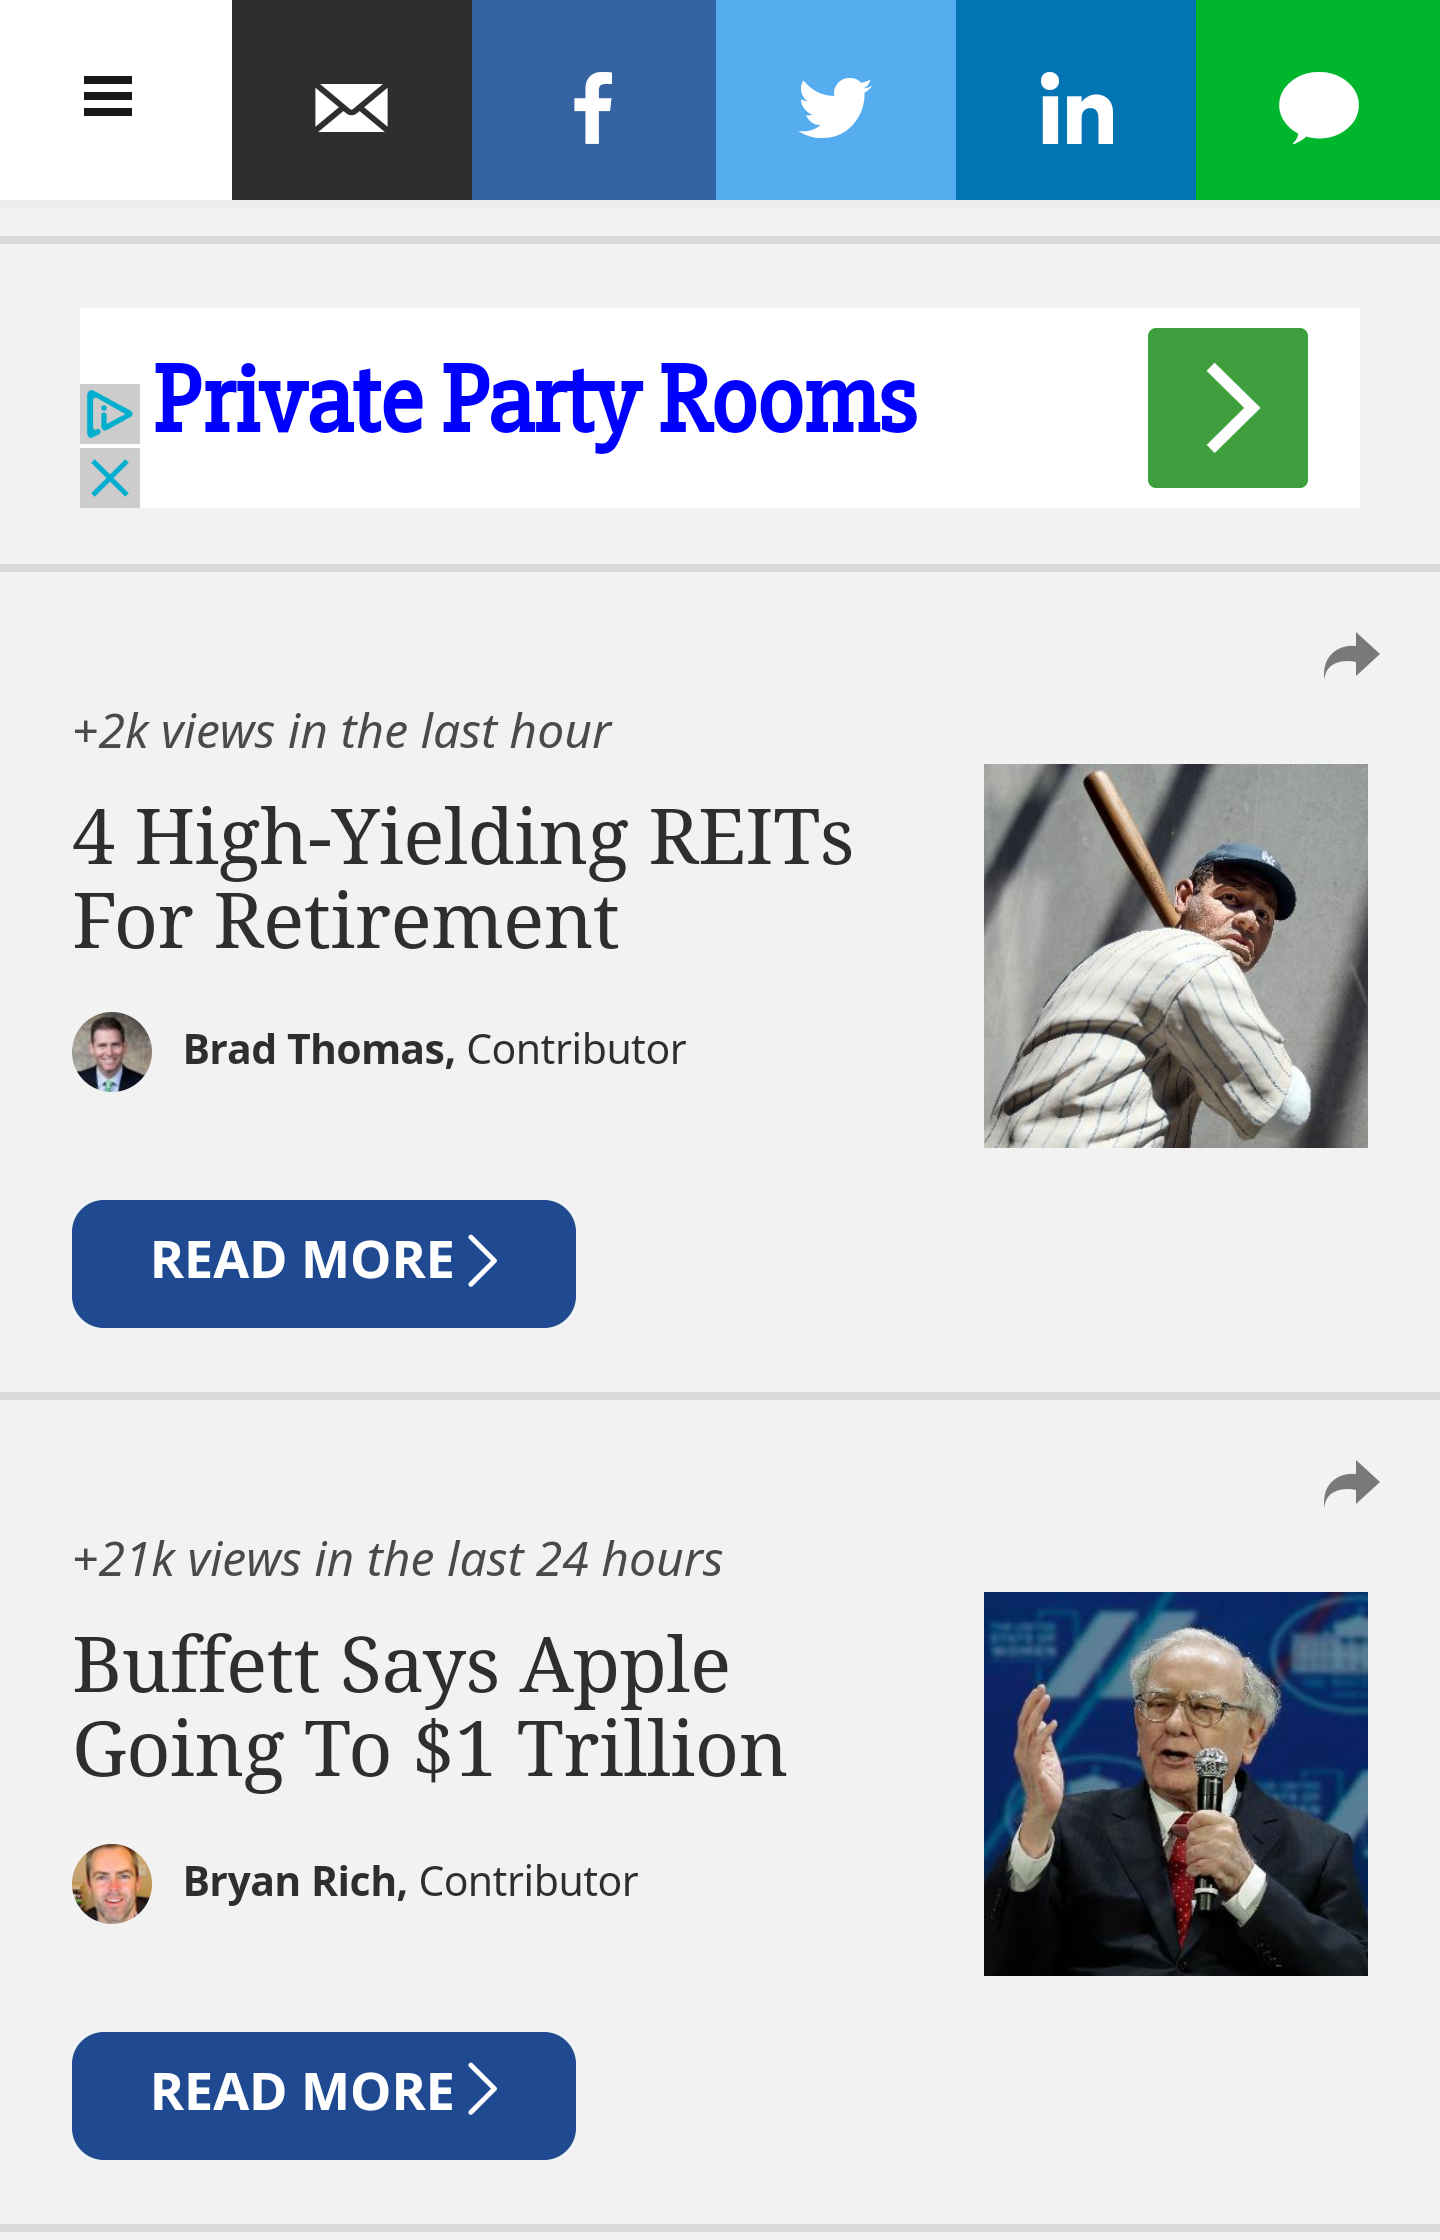 Private Party Rooms
+2k views in the last hour
4 High-Yielding REITs
For Retirement
Brad Thomas, Contributor
READ MORE
+21k views in the last 24 hours
Buffett Says Apple
Going To $1 Trillion
Bryan Rich, Contributor
READ MORE